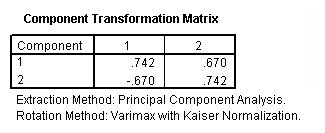 Component Transformation Matrix
Component 1 2
1 .742 .670
2 -.670 .742
Extraction Method: Principal Component Analysis.
Rotation Method: Varimax with Kaiser Normalization.